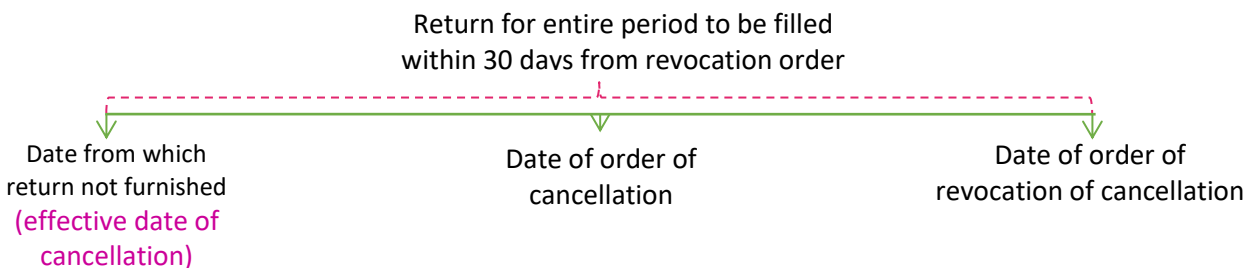 Return for entire period to be filled
within 30 days from revocation order
Date from which
return not furnished
(effective date of
cancellation)
Date of order of
cancellation
Date of order of
revocation of cancellation